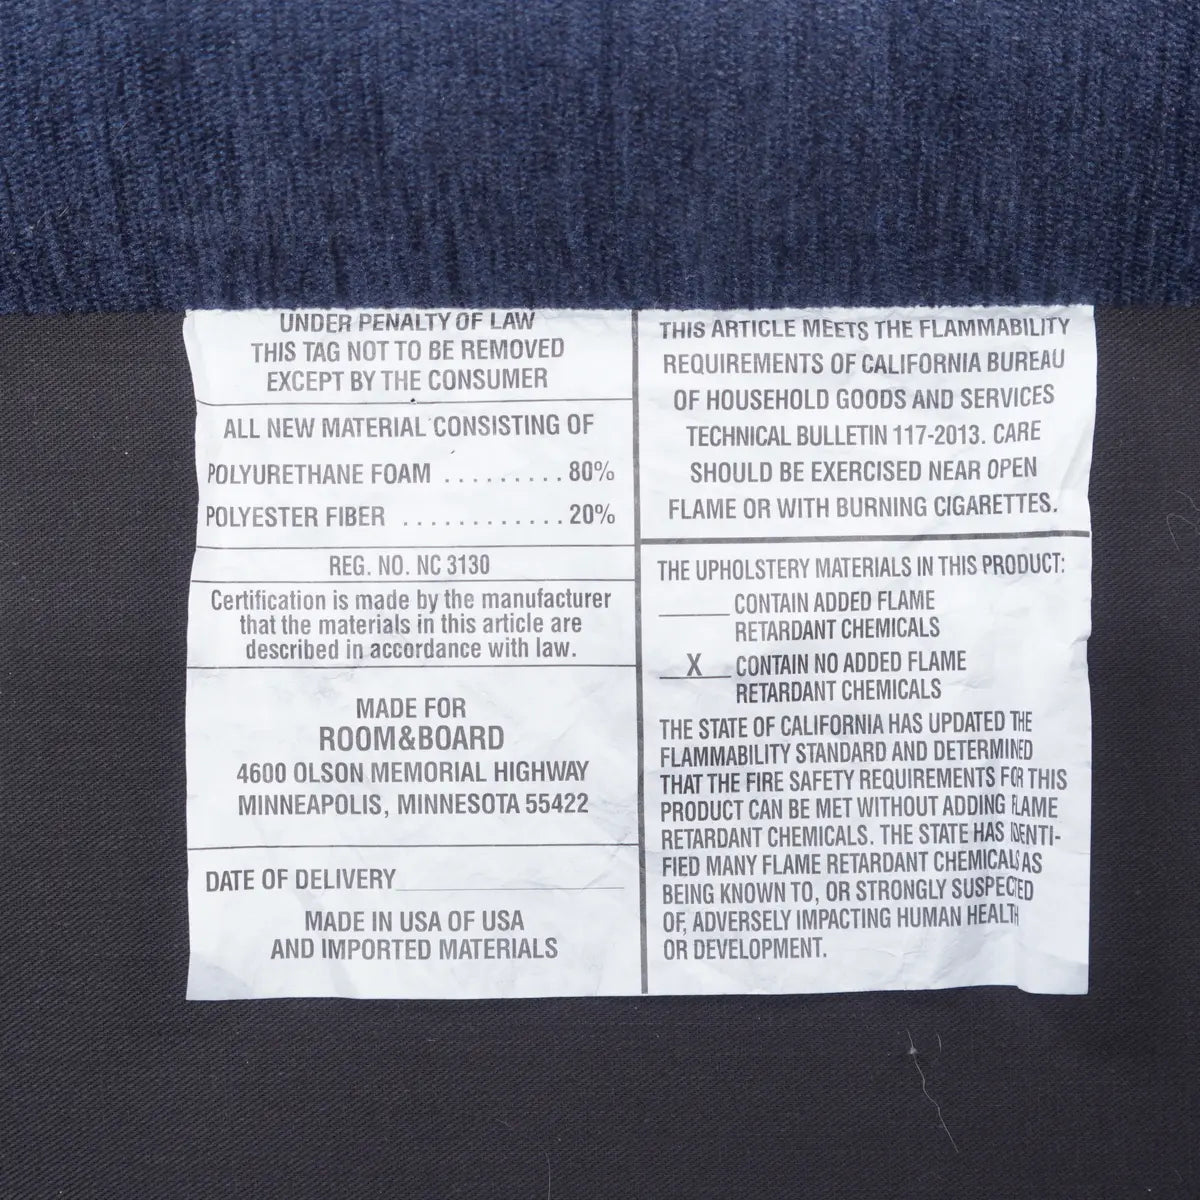 UNDER PENALTY OF LAW
THIS TAG NOT TO BE REMOVED
EXCEPT BY THE CONSUMER
ALL NEW MATERIAL CONSISTING OF
POLYURETHANE FOAM ......... 80%
POLYESTER FIBER ............ 20%
REG. NO. NC 3130
Certification is made by the manufacturer
that the materials in this article are
described in accordance with law.
MADE FOR
ROOM&BOARD
4600 OLSON MEMORIAL HIGHWAY
MINNEAPOLIS, MINNESOTA 55422
DATE OF DELIVERY
MADE IN USA OF USA
AND IMPORTED MATERIALS
THIS ARTICLE MEETS THE FLAMMABILITY
REQUIREMENTS OF CALIFORNIA BUREAU
OF HOUSEHOLD GOODS AND SERVICES
TECHNICAL BULLETIN 117-2013. CARE
SHOULD BE EXERCISED NEAR OPEN
FLAME OR WITH BURNING CIGARETTES.
THE UPHOLSTERY MATERIALS IN THIS PRODUCT:
CONTAIN ADDED FLAME
RETARDANT CHEMICALS
X CONTAIN NO ADDED FLAME
RETARDANT CHEMICALS
THE STATE OF CALIFORNIA HAS UPDATED THE
FLAMMABILITY STANDARD AND DETERMINED
THAT THE FIRE SAFETY REQUIREMENTS FOR THIS
PRODUCT CAN BE MET WITHOUT ADDING FLAME
RETARDANT CHEMICALS. THE STATE HAS IDENTI-
FIED MANY FLAME RETARDANT CHEMICALS AS
BEING KNOWN TO, OR STRONGLY SUSPECTED
OF, ADVERSELY IMPACTING HUMAN HEALTH
OR DEVELOPMENT.